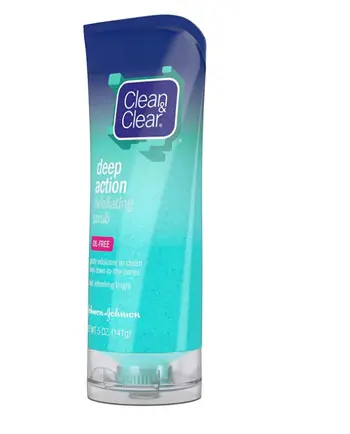 Clean &
Clear
deep
action
exfoliating
scrub
OIL-FREE
Johnson & Johnson
NET WT 5 OZ. (141g)